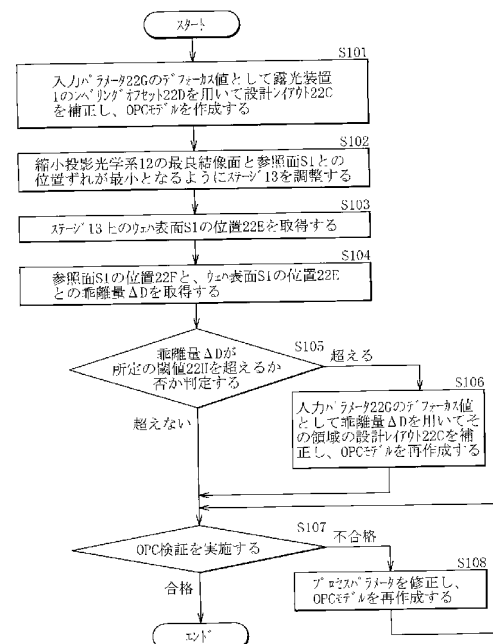 スタート
S101
入力パラメータ22Gのデフォーカス値として露光装置
1のレベリングオフセット22Dを用いて設計レイアウト22C
を補正し、OPCモデルを作成する
S102
縮小投影光学系12の最良結像面と参照面S1との
位置ずれが最小となるようにステージ13を調整する
S103
ステージ13上のウェハ表面S1の位置22Eを取得する
S104
参照面S1の位置22Fと、ウェハ表面S1の位置22E
との乖離量ΔDを取得する
S105
乖離量ΔDが
所定の閾値22Hを超えるか
否か判定する
超える
超えない
S106
入力パラメータ22Gのデフォーカス値
として乖離量ΔDを用いてそ
の領域の設計レイアウト22Cを補
正し、OPCモデルを再作成する
S107
OPC検証を実施する
不合格
合格
S108
プロセスパラメータを修正し、
OPCモデルを再作成する
エンド